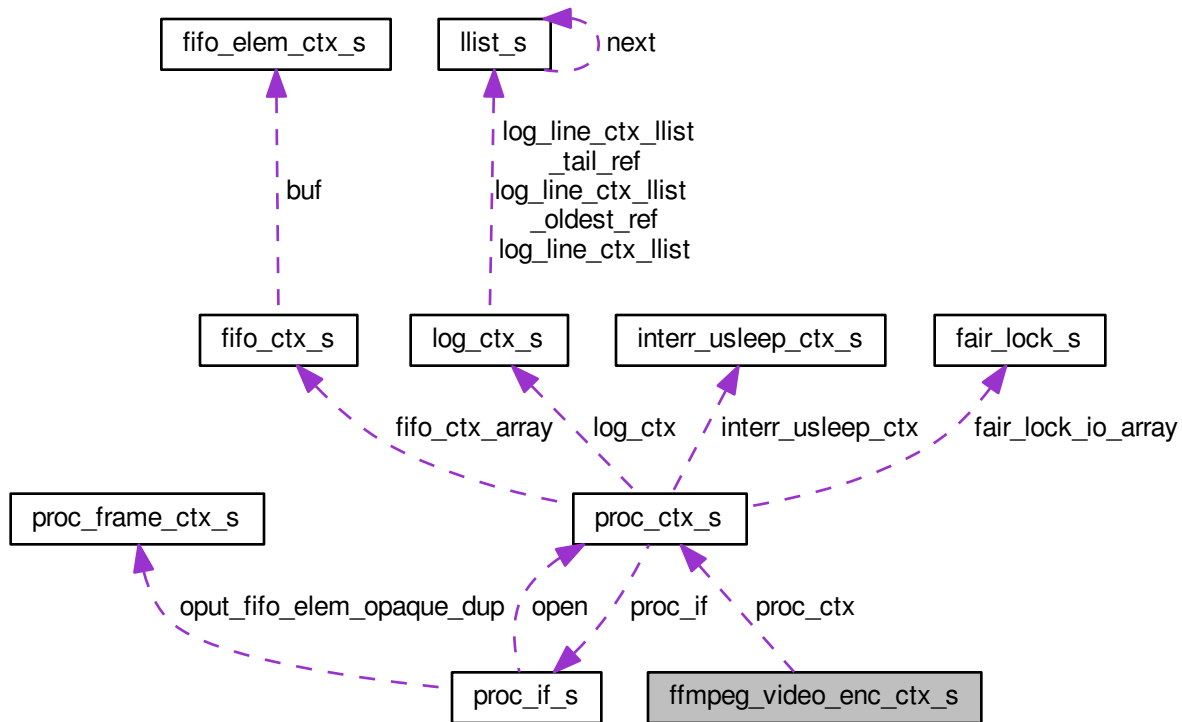 fifo_elem_ctx_s
llist_s
next
log_line_ctx_llist
_tail_ref
log_line_ctx_llist
_oldest_ref
log_line_ctx_llist
buf
fifo_ctx_s
log_ctx_s
interr_usleep_ctx_s
fair_lock_s
fifo_ctx_array
log_ctx
interr_usleep_ctx
fair_lock_io_array
proc_frame_ctx_s
proc_ctx_s
oput_fifo_elem_opaque_dup
open
proc_if
proc_ctx
proc_if_s
ffmpeg_video_enc_ctx_s